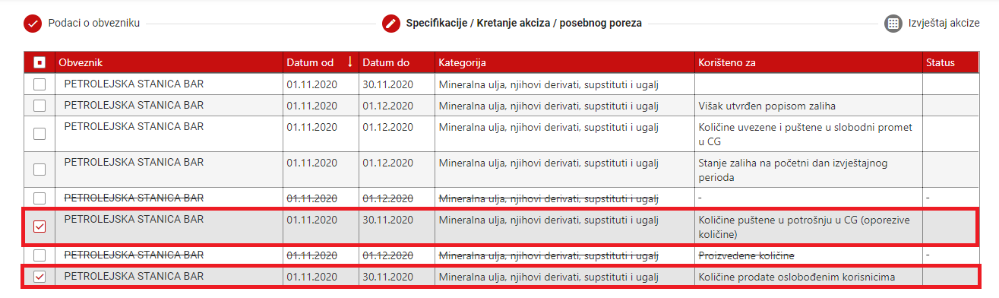 Podaci o obvezniku Specifikacije / Kretanje akciza / posebnog poreza Izvještaj akcize
Obveznik Datum od ↓ Datum do Kategorija Korišteno za Status
PETROLEJSKA STANICA BAR 01.11.2020 30.11.2020 Mineralna ulja, njihovi derivati, supstituti i ugalj
PETROLEJSKA STANICA BAR 01.11.2020 01.12.2020 Mineralna ulja, njihovi derivati, supstituti i ugalj Višak utvrđen popisom zaliha
PETROLEJSKA STANICA BAR 01.11.2020 01.12.2020 Mineralna ulja, njihovi derivati, supstituti i ugalj Količine uvezene i puštene u slobodni promet
u CG
PETROLEJSKA STANICA BAR 01.11.2020 01.12.2020 Mineralna ulja, njihovi derivati, supstituti i ugalj Stanje zaliha na početni dan izvještajnog
perioda
PETROLEJSKA STANICA BAR 01.11.2020 01.12.2020 Mineralna ulja, njihovi derivati, supstituti i ugalj - -
PETROLEJSKA STANICA BAR 01.11.2020 30.11.2020 Mineralna ulja, njihovi derivati, supstituti i ugalj Količine puštene u potrošnju u CG (oporezive
količine)
PETROLEJSKA STANICA BAR 01.11.2020 01.12.2020 Mineralna ulja, njihovi derivati, supstituti i ugalj Proizvedene količine -
PETROLEJSKA STANICA BAR 01.11.2020 30.11.2020 Mineralna ulja, njihovi derivati, supstituti i ugalj Količine prodate oslobođenim korisnicima